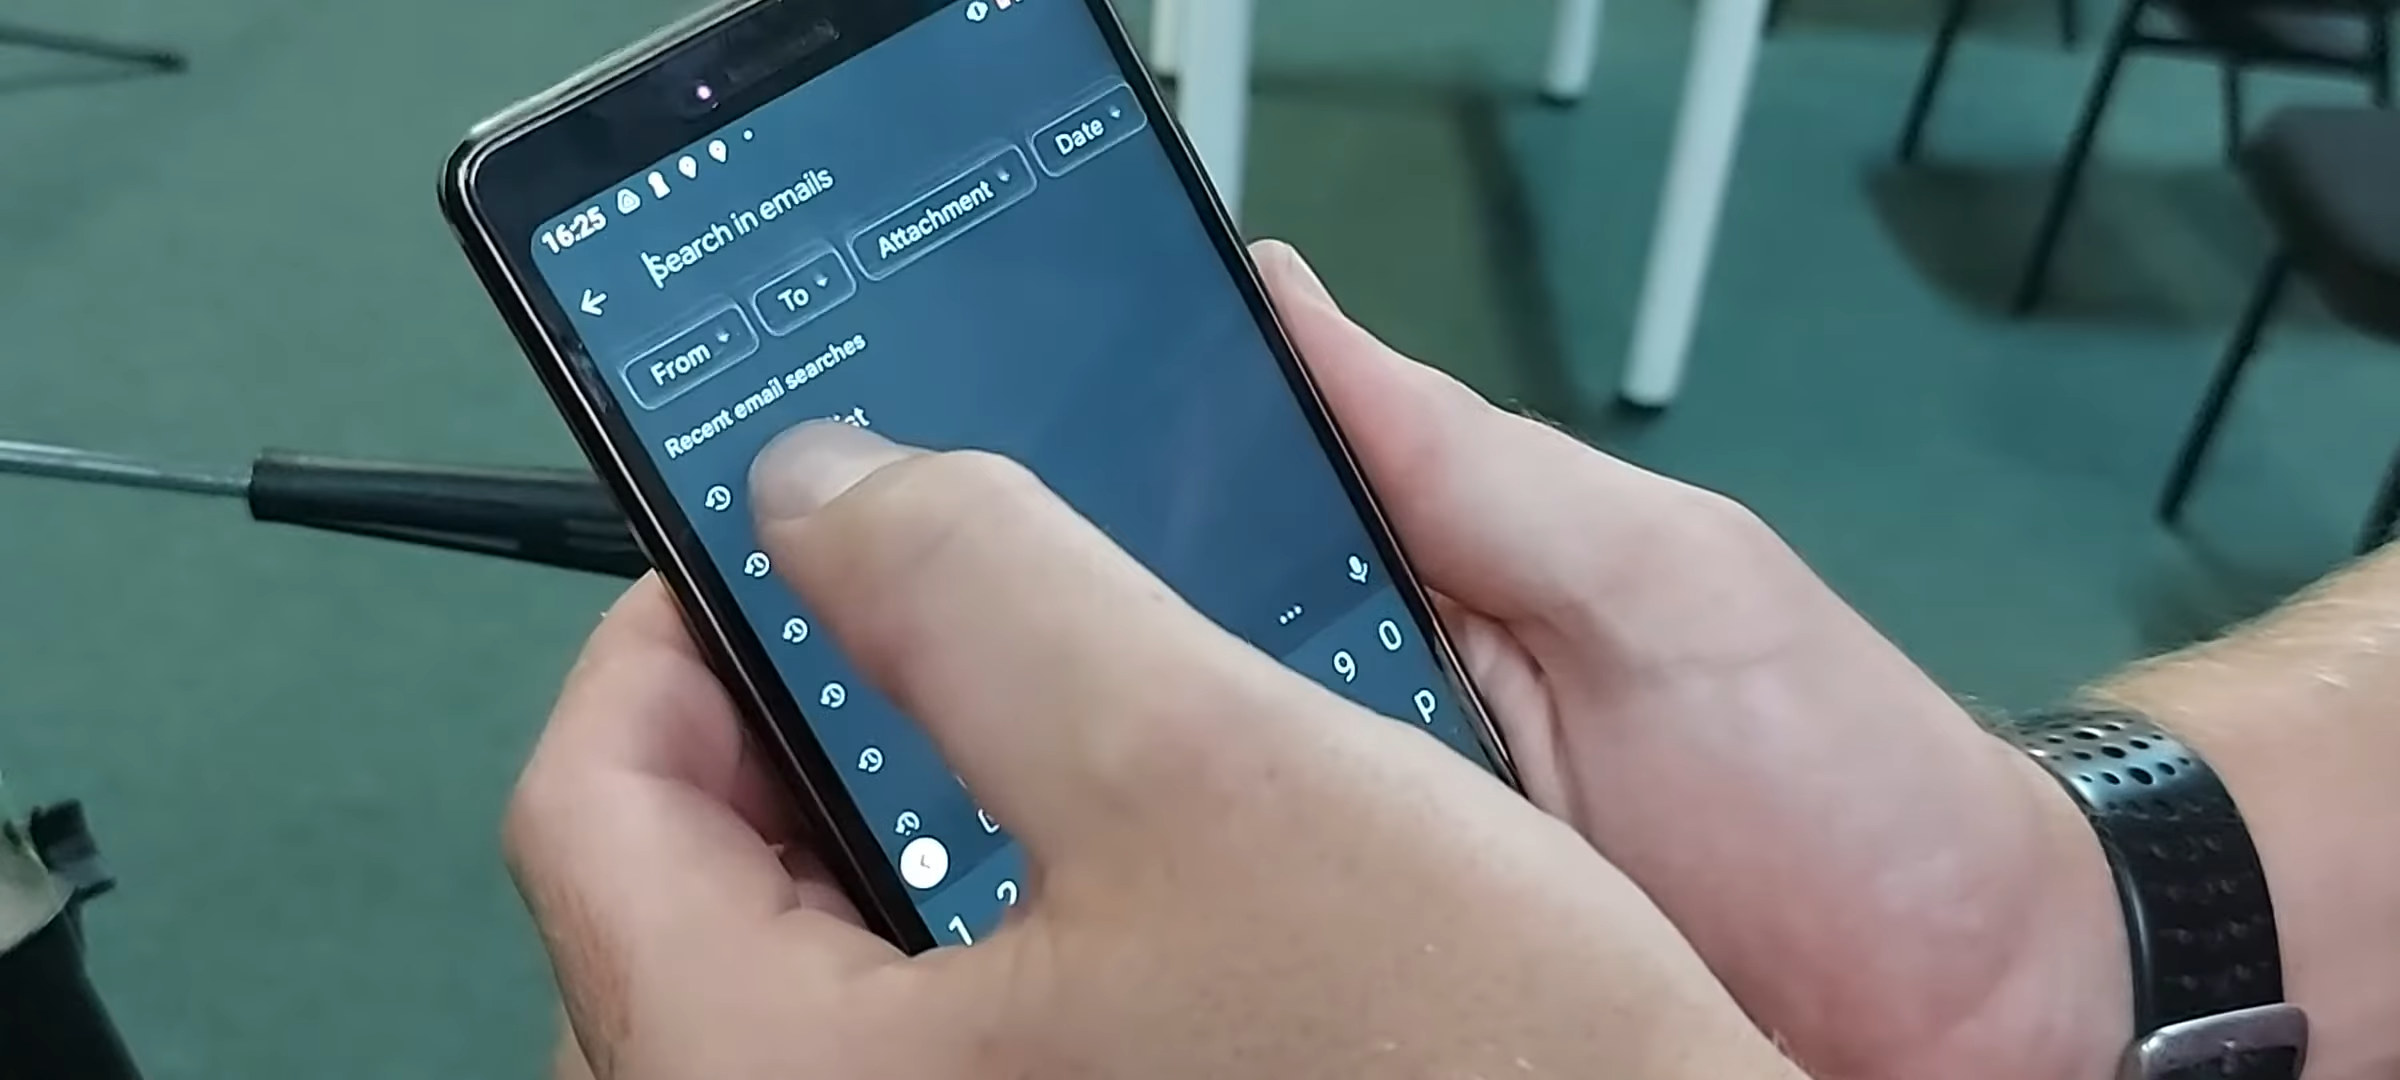 16:25
Search in emails
From To Attachment Date
Recent email searches
9 0
p
1 2